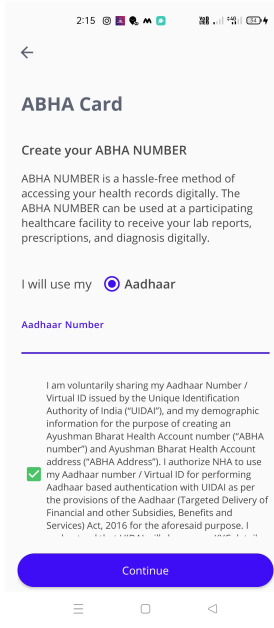 2:15
54
ABHA Card
Create your ABHA NUMBER
ABHA NUMBER is a hassle-free method of
accessing your health records digitally. The
ABHA NUMBER can be used at a participating
healthcare facility to receive your lab reports,
prescriptions, and diagnosis digitally.
I will use my Aadhaar
Aadhaar Number
I am voluntarily sharing my Aadhaar Number /
Virtual ID issued by the Unique Identification
Authority of India ("UIDAI"), and my demographic
information for the purpose of creating an
Ayushman Bharat Health Account number ("ABHA
number") and Ayushman Bharat Health Account
address ("ABHA Address"). I authorize NHA to use
my Aadhaar number / Virtual ID for performing
Aadhaar based authentication with UIDAI as per
the provisions of the Aadhaar (Targeted Delivery of
Financial and other Subsidies, Benefits and
Services) Act, 2016 for the aforesaid purpose. I
Continue